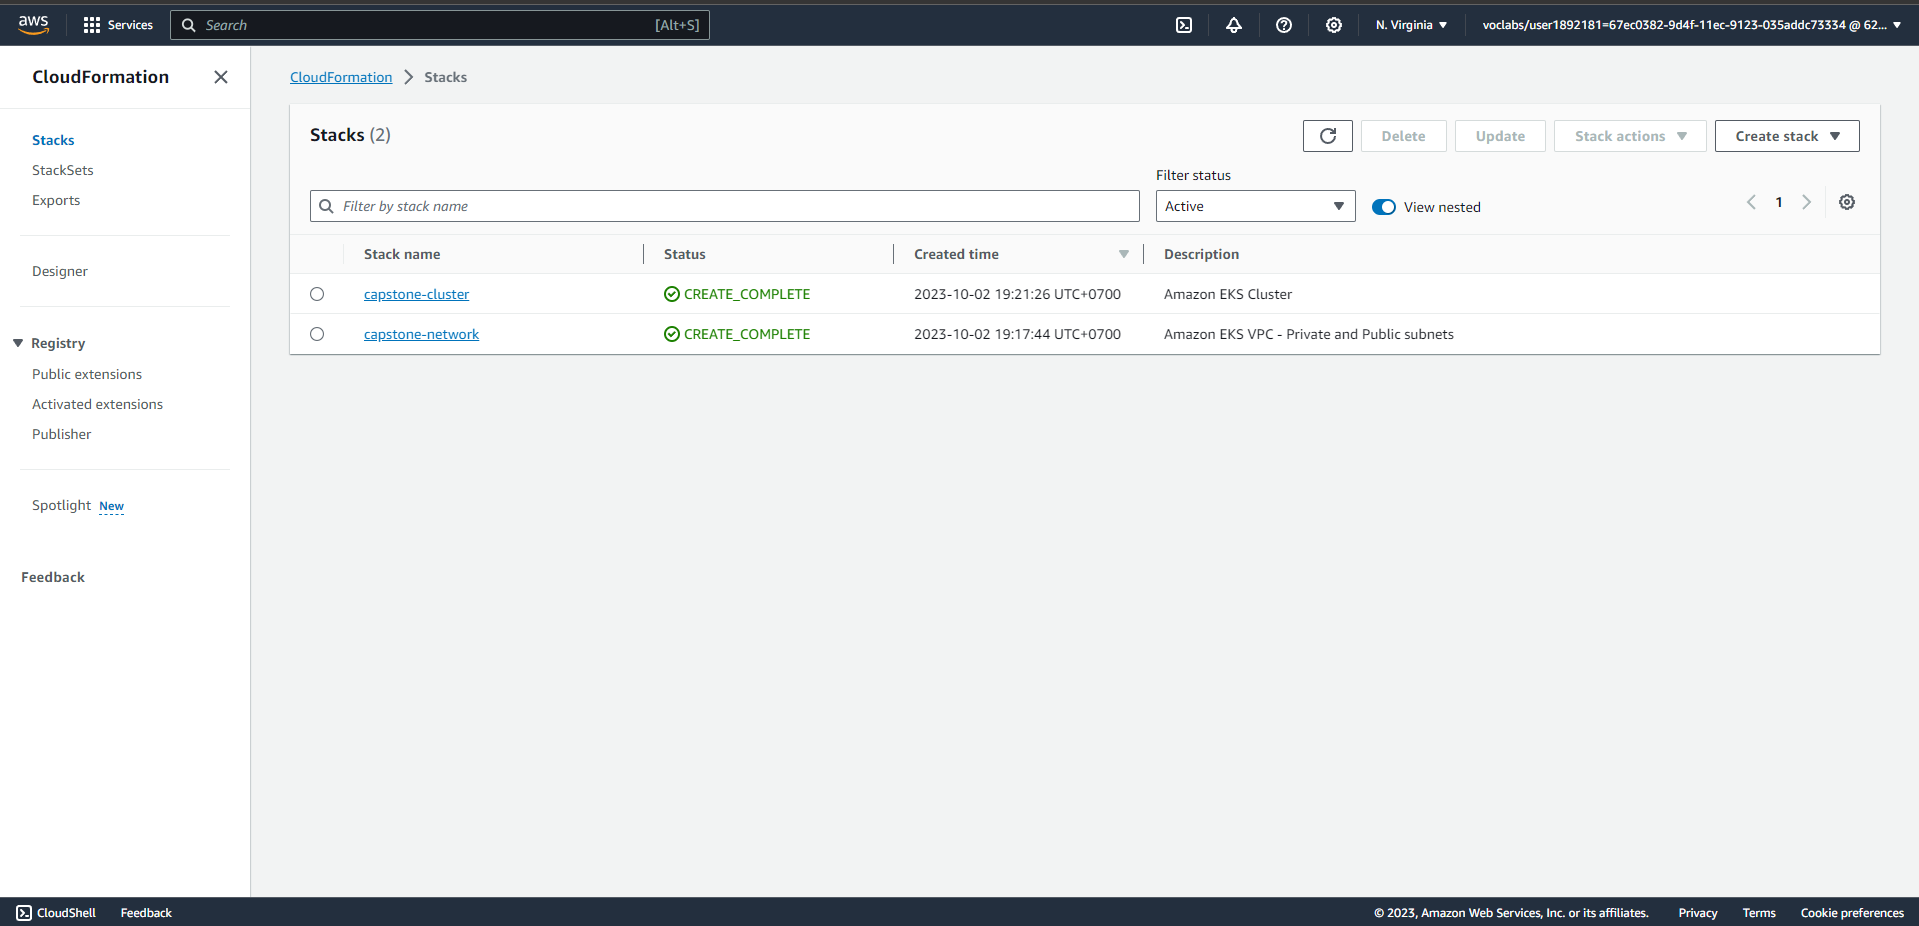 aws Services Search [Alt+S] N. Virginia voclabs/user1892181=67ec0382-9d4f-11ec-9123-035addc73334 @ 62...
CloudFormation
Stacks
StackSets
Exports
Designer
Registry
Public extensions
Activated extensions
Publisher
Spotlight New
Feedback
CloudFormation > Stacks
Stacks (2)
Delete Update Stack actions Create stack
Filter status
Filter by stack name Active View nested 1
Stack name Status Created time Description
capstone-cluster CREATE_COMPLETE 2023-10-02 19:21:26 UTC+0700 Amazon EKS Cluster
capstone-network CREATE_COMPLETE 2023-10-02 19:17:44 UTC+0700 Amazon EKS VPC - Private and Public subnets
CloudShell Feedback © 2023, Amazon Web Services, Inc. or its affiliates. Privacy Terms Cookie preferences